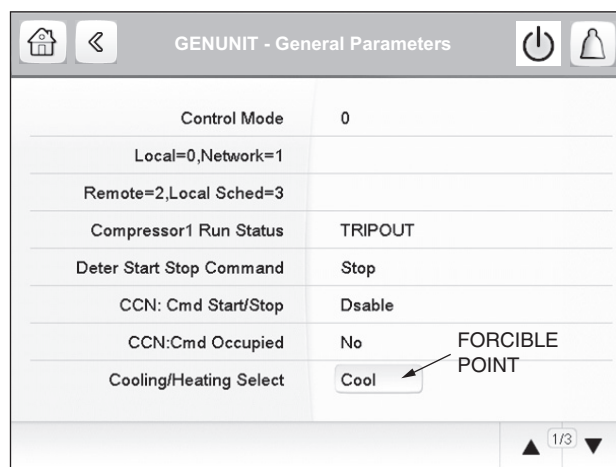 GENUNIT - General Parameters
Control Mode 0
Local=0,Network=1
Remote=2,Local Sched=3
Compressor1 Run Status TRIPOUT
Deter Start Stop Command Stop
CCN: Cmd Start/Stop Dsable
CCN:Cmd Occupied No
FORCIBLE
POINT
Cooling/Heating Select Cool
1/3